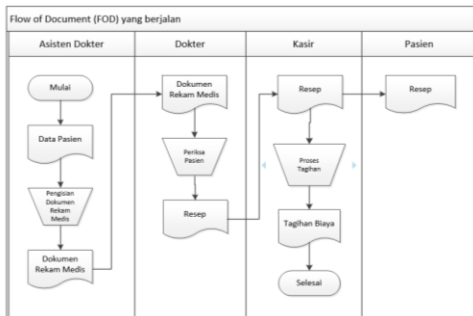 Flow of Document (FOD) yang berjalan
Asisten Dokter
Dokter
Kasir
Pasien
Mulai
Data Pasien
Pengisian
Dokumen
Rekam
Medis
Dokumen
Rekam Medis
Dokumen
Rekam Medis
Periksa
Pasien
Resep
Resep
Proses
Tagihan
Tagihan Biaya
Selesai
Resep